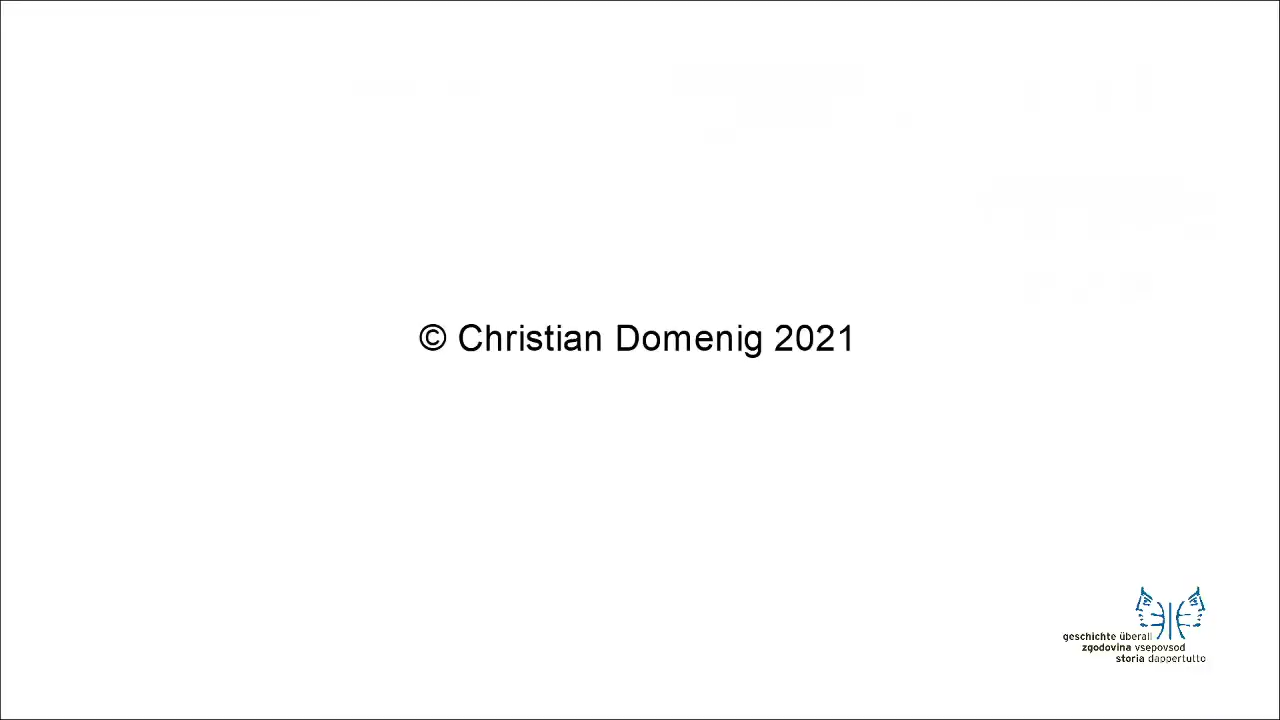 © Christian Domenig 2021
geschichte überall
zgodovina vsepovsod
storia dappertutto